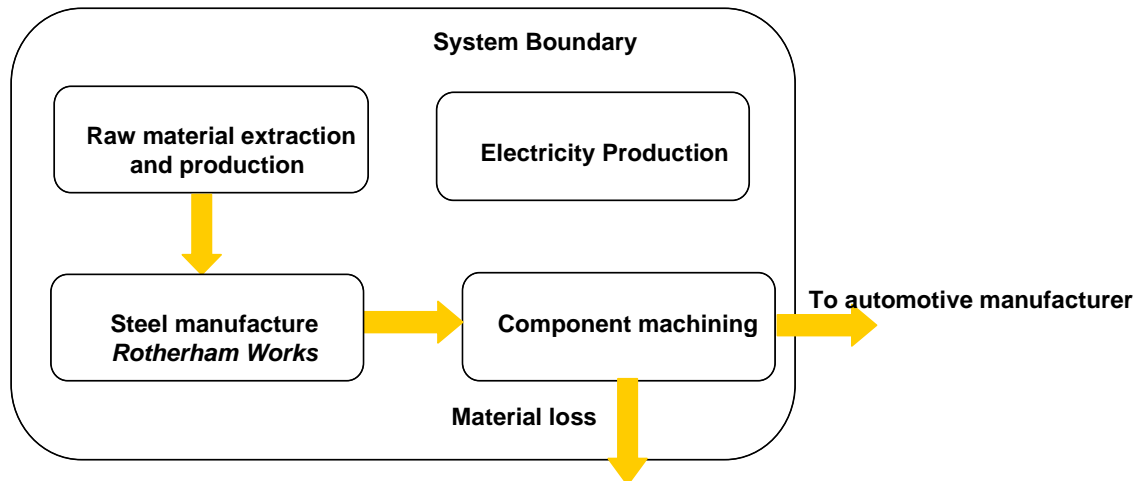 System Boundary
Raw material extraction
and production
Electricity Production
Steel manufacture
Rotherham Works
Component machining
To automotive manufacturer
Material loss